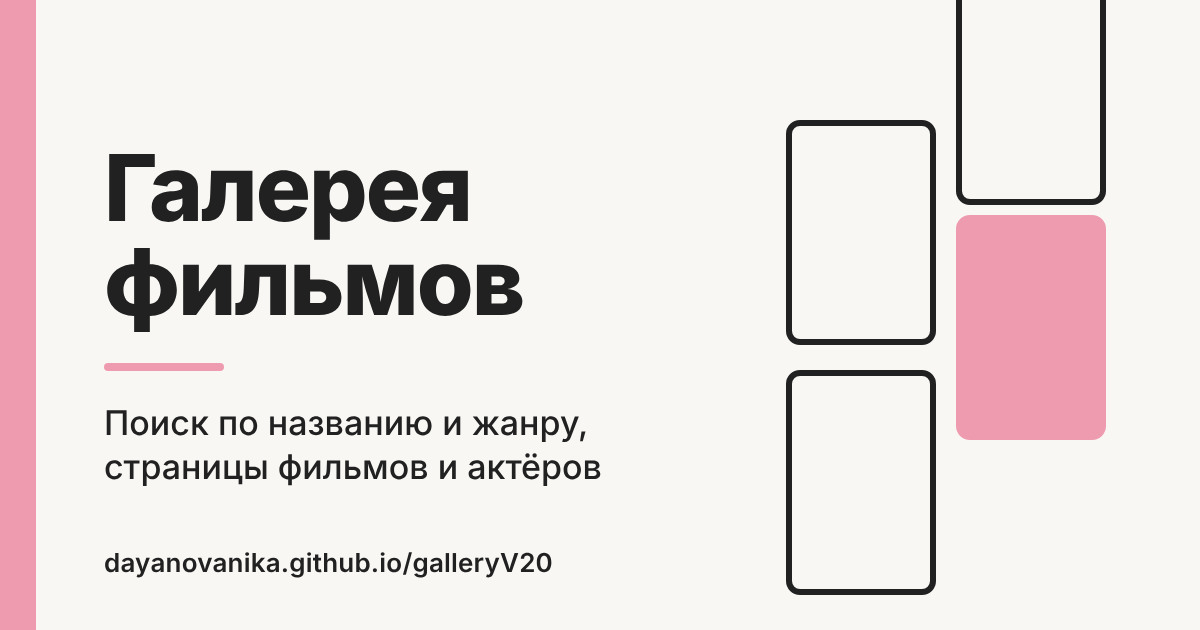 Галерея
фильмов
Поиск по названию и жанру,
страницы фильмов и актёров
dayanovanika.github.io/galleryV20